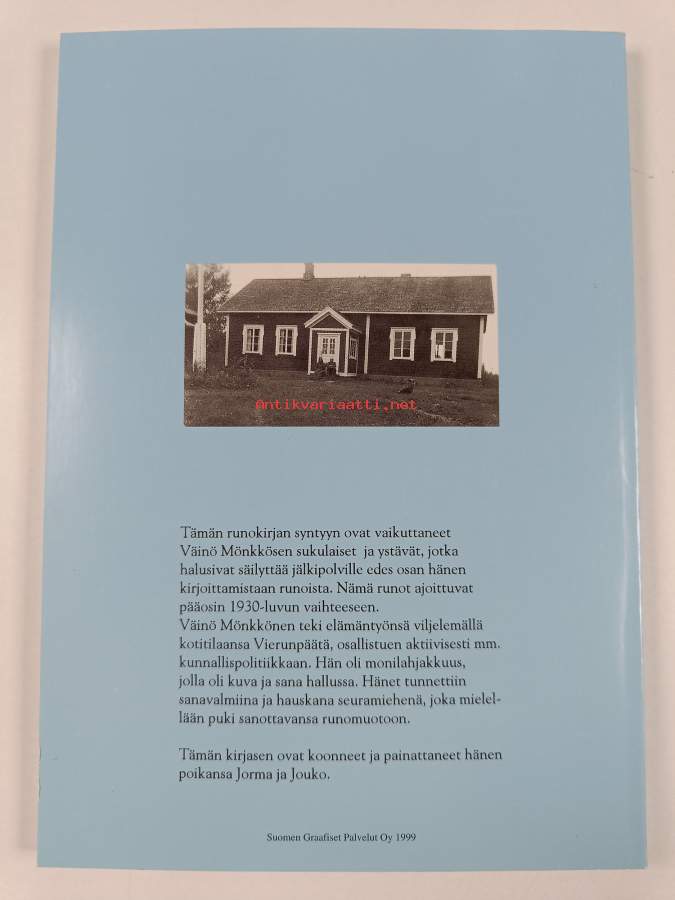 Antikvariaatti.net
Tämän runokirjan syntyyn ovat vaikuttaneet
Väinö Mönkkösen sukulaiset ja ystävät, jotka
halusivat säilyttää jälkipolville edes osan hänen
kirjoittamistaan runoista. Nämä runot ajoittuvat
pääosin 1930-luvun vaihteeseen.
Väinö Mönkkönen teki elämäntyönsä viljelemällä
kotitilaansa Vierunpäätä, osallistuen aktiivisesti mm.
kunnallispolitiikkaan. Hän oli monilahjakkuus,
jolla oli kuva ja sana hallussa. Hänet tunnettiin
sanavalmiina ja hauskana seuramiehenä, joka mielel-
lään puki sanottavansa runomuotoon.
Tämän kirjasen ovat koonneet ja painattaneet hänen
poikansa Jorma ja Jouko.
Suomen Graafiset Palvelut Oy 1999